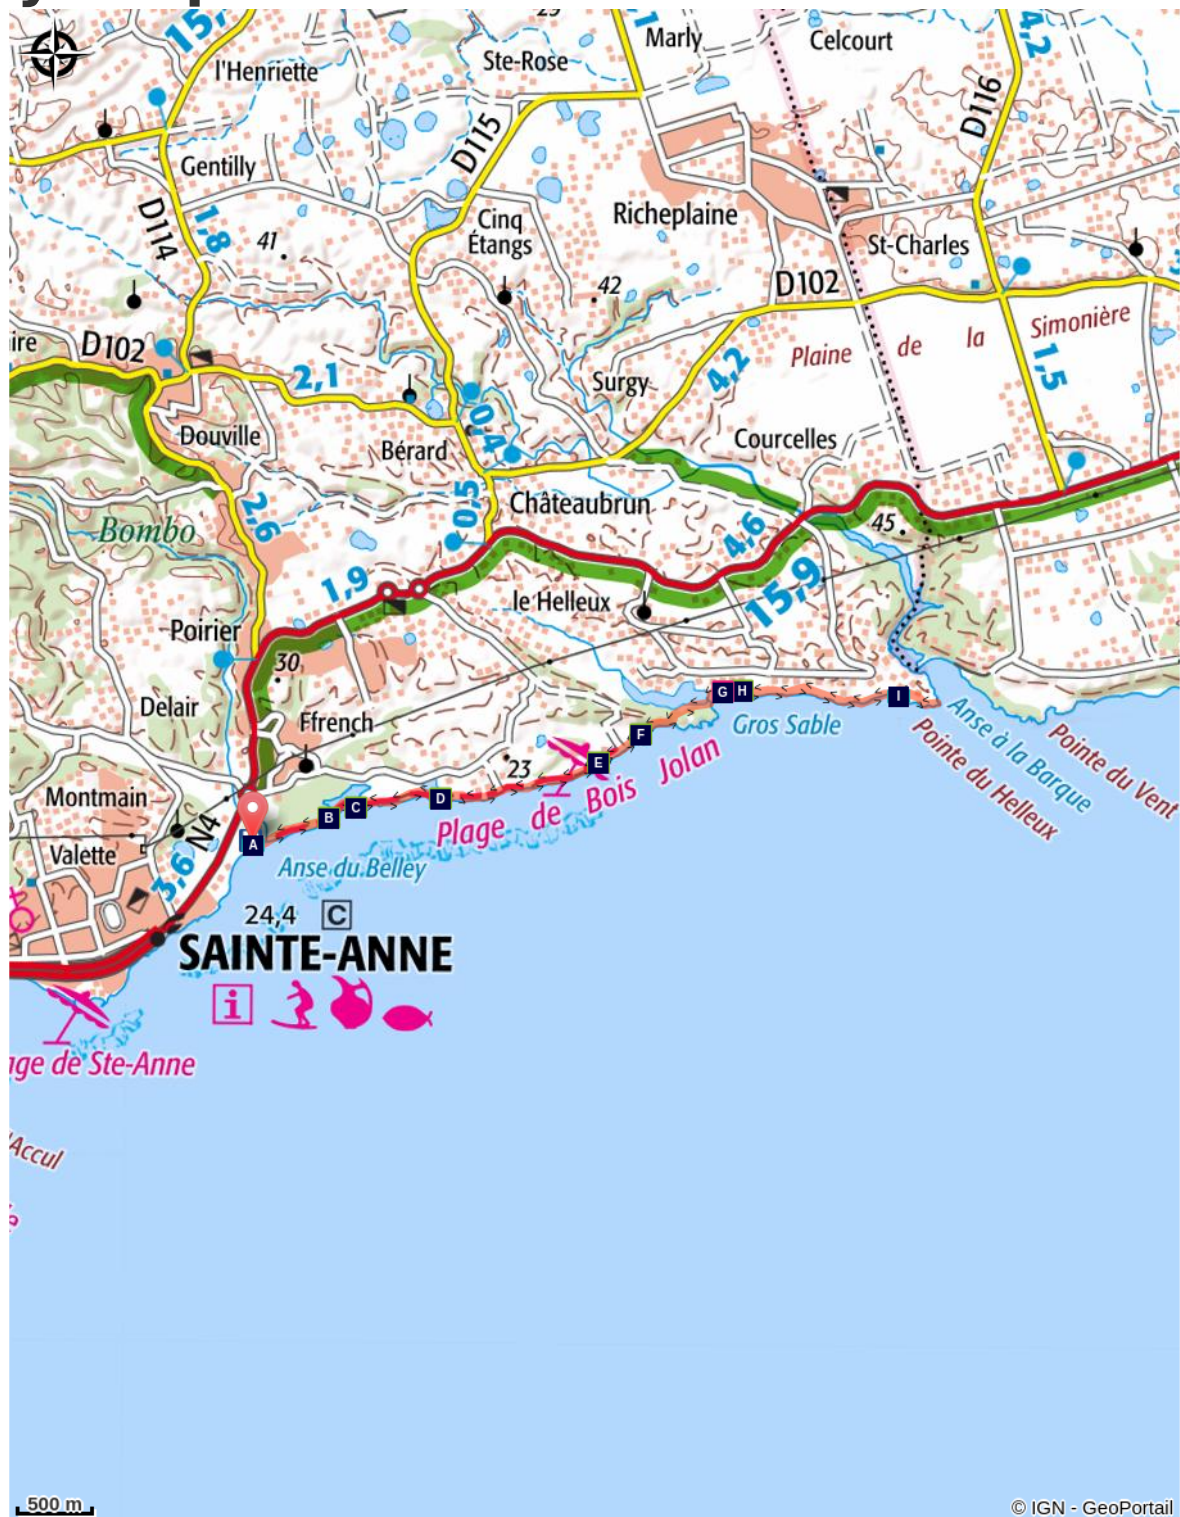 15,
29
1
Marly
Celcourt
4,2
l'Henriette
Ste-Rose
D116
D115
Gentilly
D114
1,8
41
Cinq
Étangs
Richeplaine
St-Charles
42
D102
Simonière
Plaine de la
ire
D102
2,1
Surgy
4,2
1,5
0,4
Douville
Bérard
Courcelles
Bombo
2,6
0,5
Châteaubrun
4,6
45
1,9
15,9
le Helleux
Poirier
30
Delair
Ffrench
G
H
I
Gros Sable
F
Anse à la Barque
Pointe du Vent
Pointe du Helleux
23
E
Plage de Bois Jolan
Montmain
D
C
B
A
N4
Valette
3,6
Anse du Belley
24,4
C
SAINTE-ANNE
i
age de Ste-Anne
'Accul
500 m
© IGN - GeoPortail